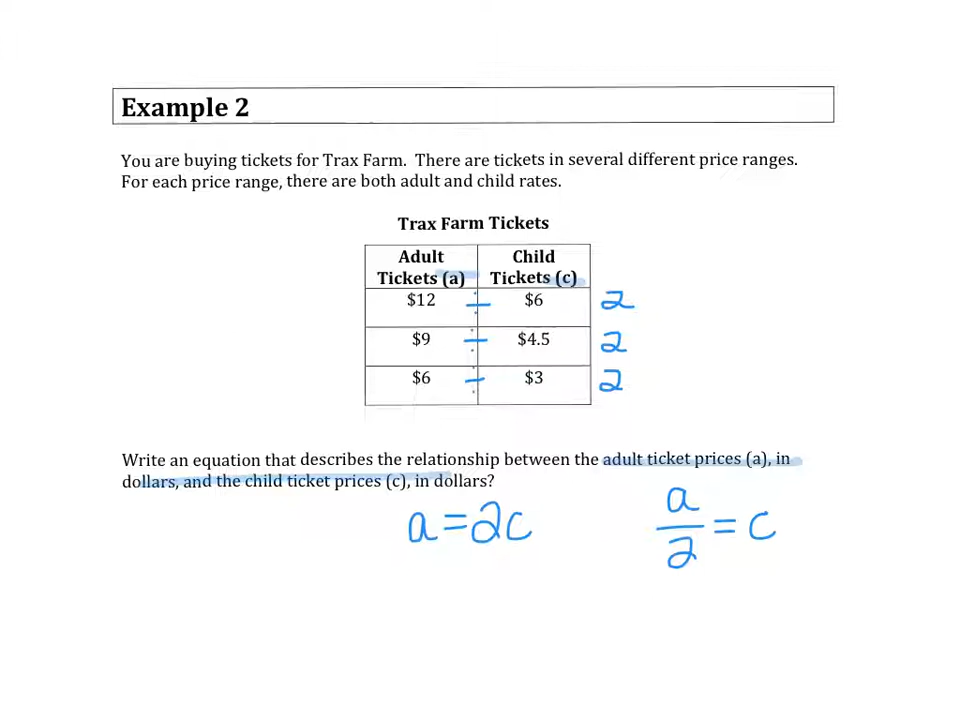 Example 2
You are buying tickets for Trax Farm. There are tickets in several different price ranges.
For each price range, there are both adult and child rates.
Trax Farm Tickets
Adult Child
Tickets (a) Tickets (c)
$12 ÷ $6 2
$9 ÷ $4.5 2
$6 ÷ $3 2
Write an equation that describes the relationship between the adult ticket prices (a), in
dollars, and the child ticket prices (c), in dollars?
a = 2c a/2 = c